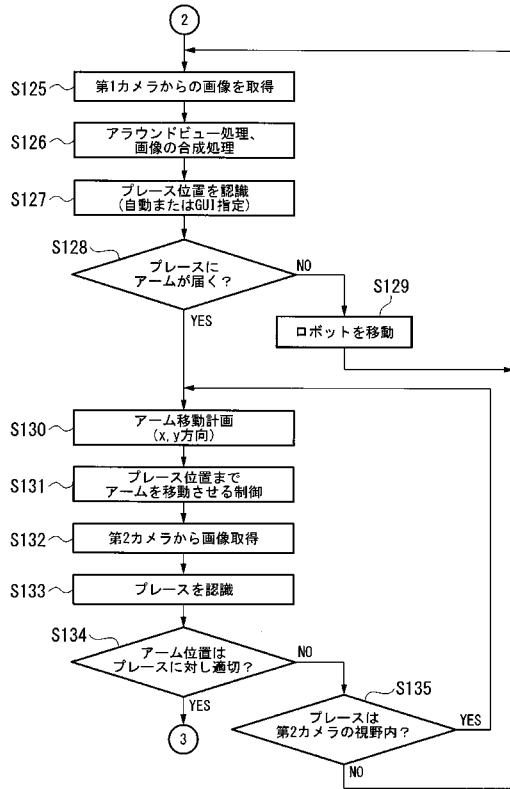 2
S125
第1カメラからの画像を取得
S126
アラウンドビュー処理、
画像の合成処理
S127
プレース位置を認識
(自動またはGUI指定)
S128
プレースに
アームが届く?
NO
YES
S129
ロボットを移動
S130
アーム移動計画
(x,y方向)
S131
プレース位置まで
アームを移動させる制御
S132
第2カメラから画像取得
S133
プレースを認識
S134
アーム位置は
プレースに対し適切?
NO
YES
3
S135
プレースは
第2カメラの視野内?
YES
NO